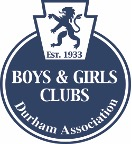 Est. 1933
BOYS & GIRLS
CLUBS
Durham Association